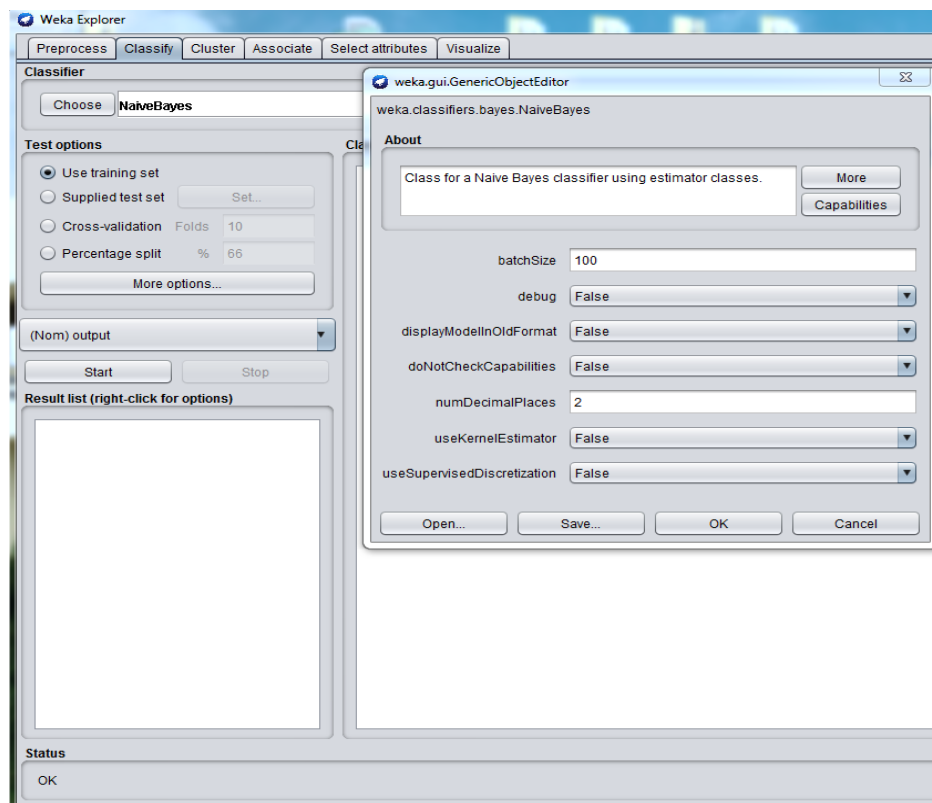 Weka Explorer
Preprocess Classify Cluster Associate Select attributes Visualize
Classifier
Choose NaiveBayes
Test options
Use training set
Supplied test set Set...
Cross-validation Folds 10
Percentage split % 66
More options...
(Nom) output
Start Stop
Result list (right-click for options)
Cla
weka.gui.GenericObjectEditor
weka.classifiers.bayes.NaiveBayes
About
Class for a Naive Bayes classifier using estimator classes.
More
Capabilities
batchSize 100
debug False
displayModelInOldFormat False
doNotCheckCapabilities False
numDecimalPlaces 2
useKernelEstimator False
useSupervisedDiscretization False
Open... Save... OK Cancel
Status
OK